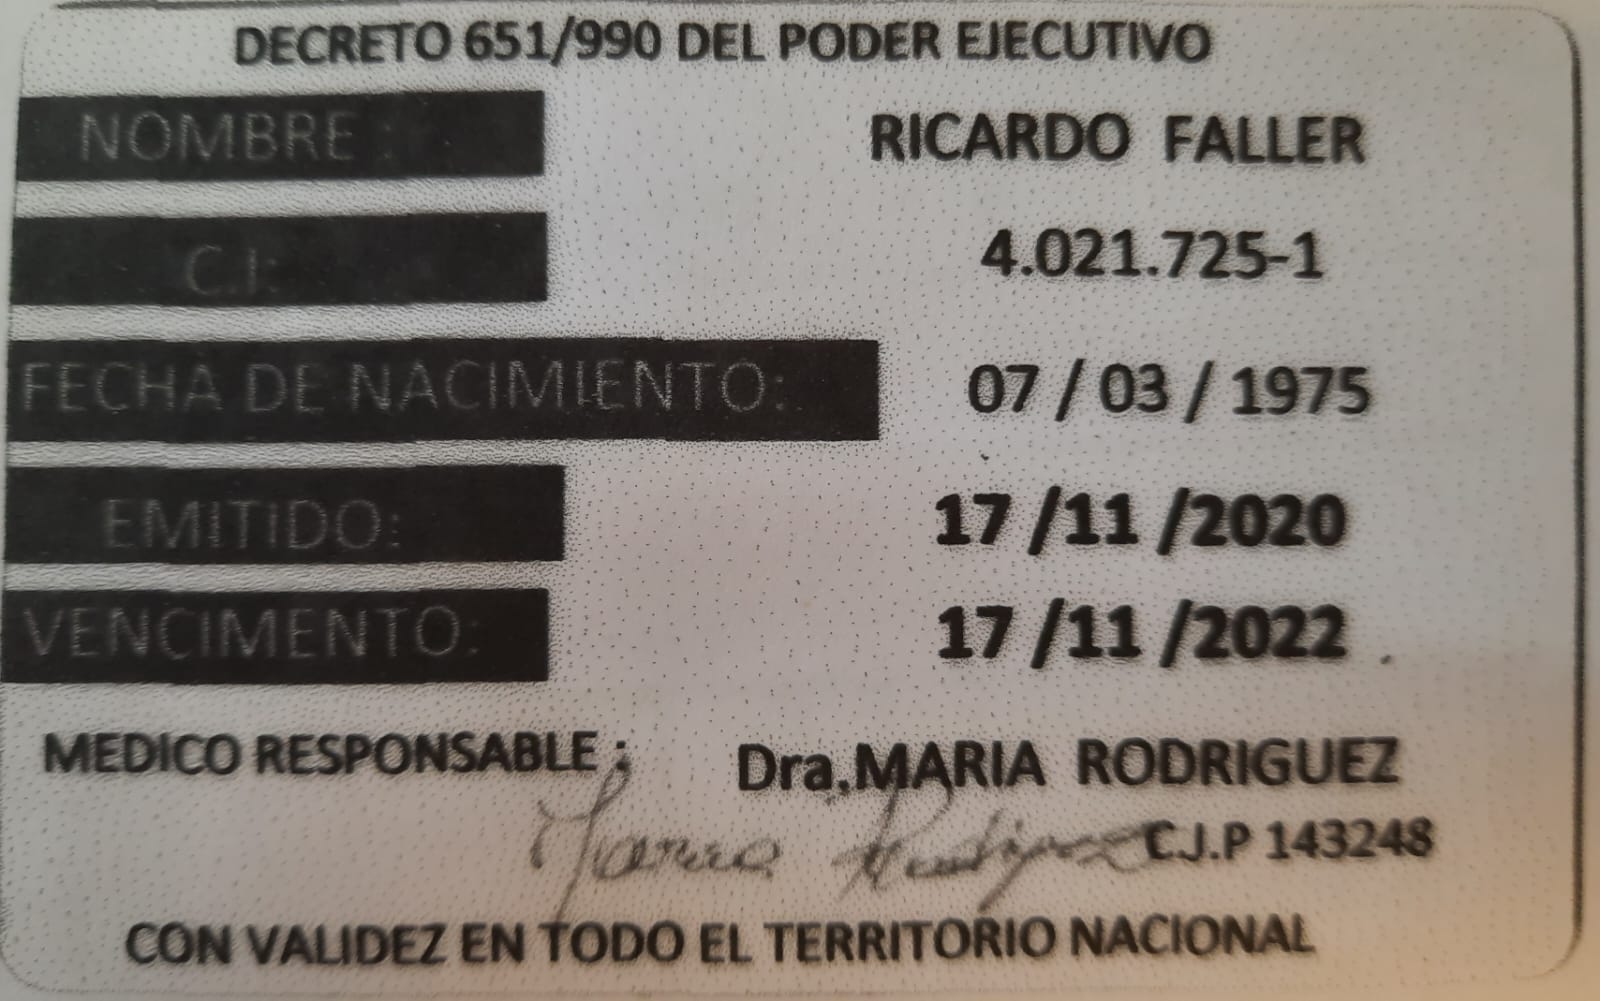 DECRETO 651/990 DEL PODER EJECUTIVO
NOMBRE : RICARDO FALLER
C.I: 4.021.725-1
FECHA DE NACIMIENTO: 07 / 03 / 1975
EMITIDO: 17 /11 /2020
VENCIMENTO: 17 /11 /2022 .
MEDICO RESPONSABLE : Dra.MARIA RODRIGUEZ
Maria Rodriguez C.J.P 143248
CON VALIDEZ EN TODO EL TERRITORIO NACIONAL